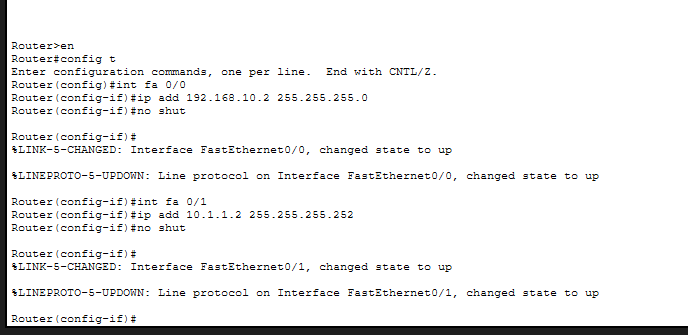 Router>en
Router#config t
Enter configuration commands, one per line.  End with CNTL/Z.
Router(config)#int fa 0/0
Router(config-if)#ip add 192.168.10.2 255.255.255.0
Router(config-if)#no shut
Router(config-if)#
%LINK-5-CHANGED: Interface FastEthernet0/0, changed state to up
%LINEPROTO-5-UPDOWN: Line protocol on Interface FastEthernet0/0, changed state to up
Router(config-if)#int fa 0/1
Router(config-if)#ip add 10.1.1.2 255.255.255.252
Router(config-if)#no shut
Router(config-if)#
%LINK-5-CHANGED: Interface FastEthernet0/1, changed state to up
%LINEPROTO-5-UPDOWN: Line protocol on Interface FastEthernet0/1, changed state to up
Router(config-if)#